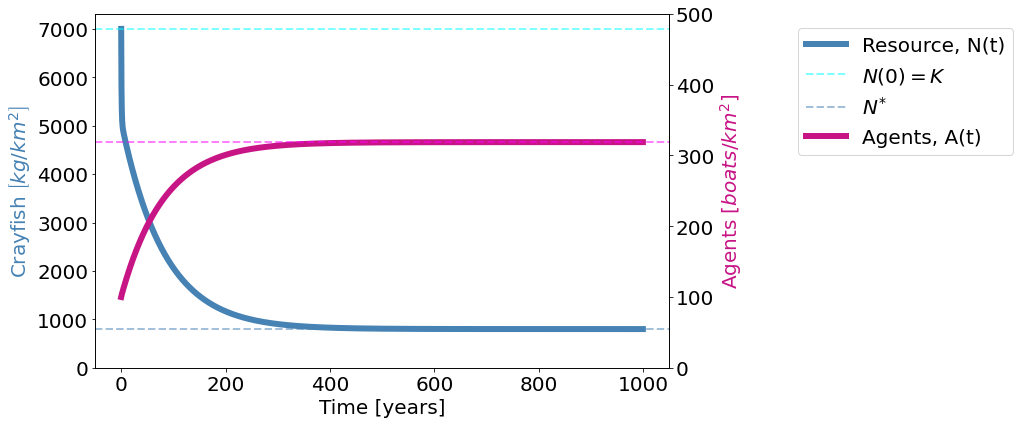 7000
6000
5000
4000
3000
2000
1000
0
Crayfish [kg/km²]
0
200
400
600
800
1000
Time [years]
500
400
300
200
100
0
Agents [boats/km²]
Resource, N(t)
N(0) = K
N*
Agents, A(t)